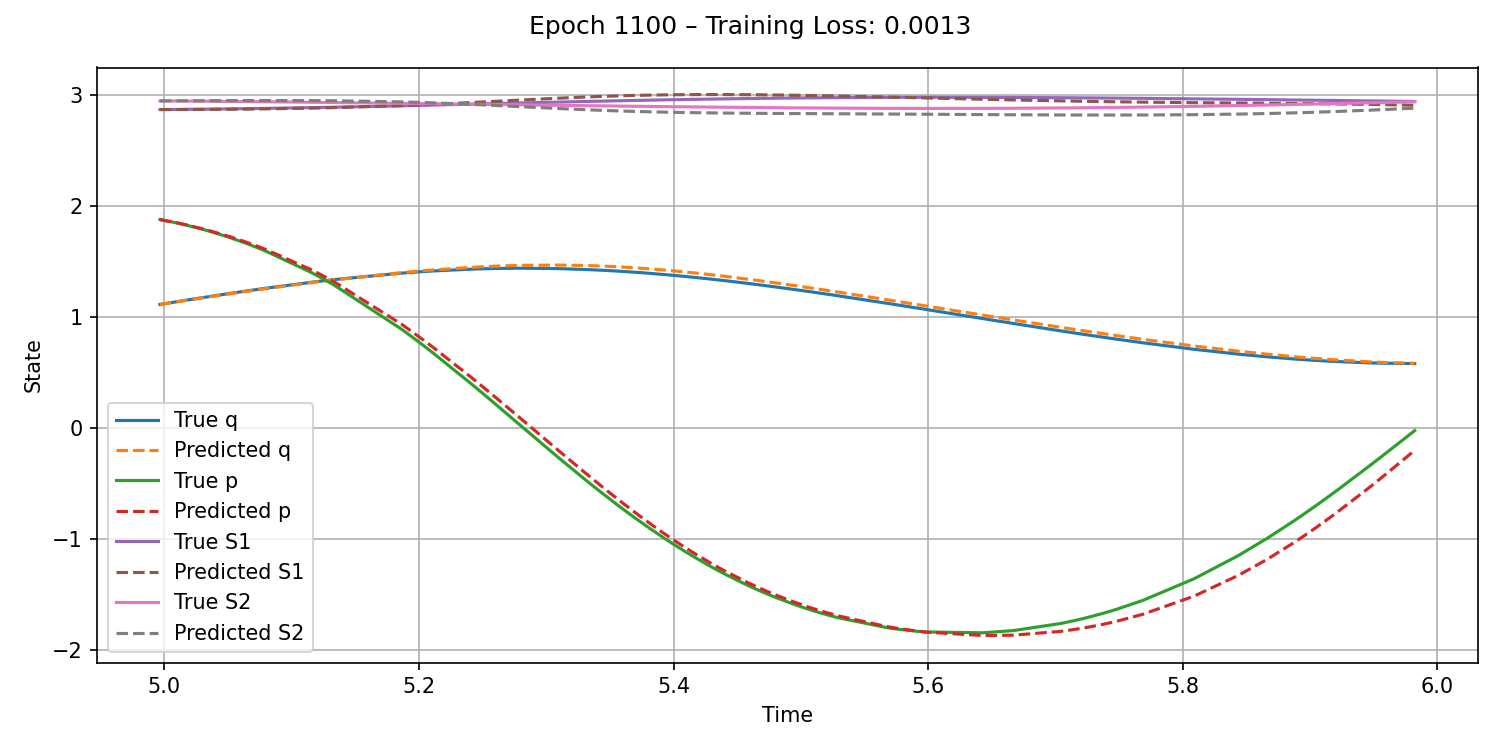 Epoch 1100 – Training Loss: 0.0013
3
2
1
0
−1
−2
State
True q
Predicted q
True p
Predicted p
True S1
Predicted S1
True S2
Predicted S2
5.0 5.2 5.4 5.6 5.8 6.0
Time